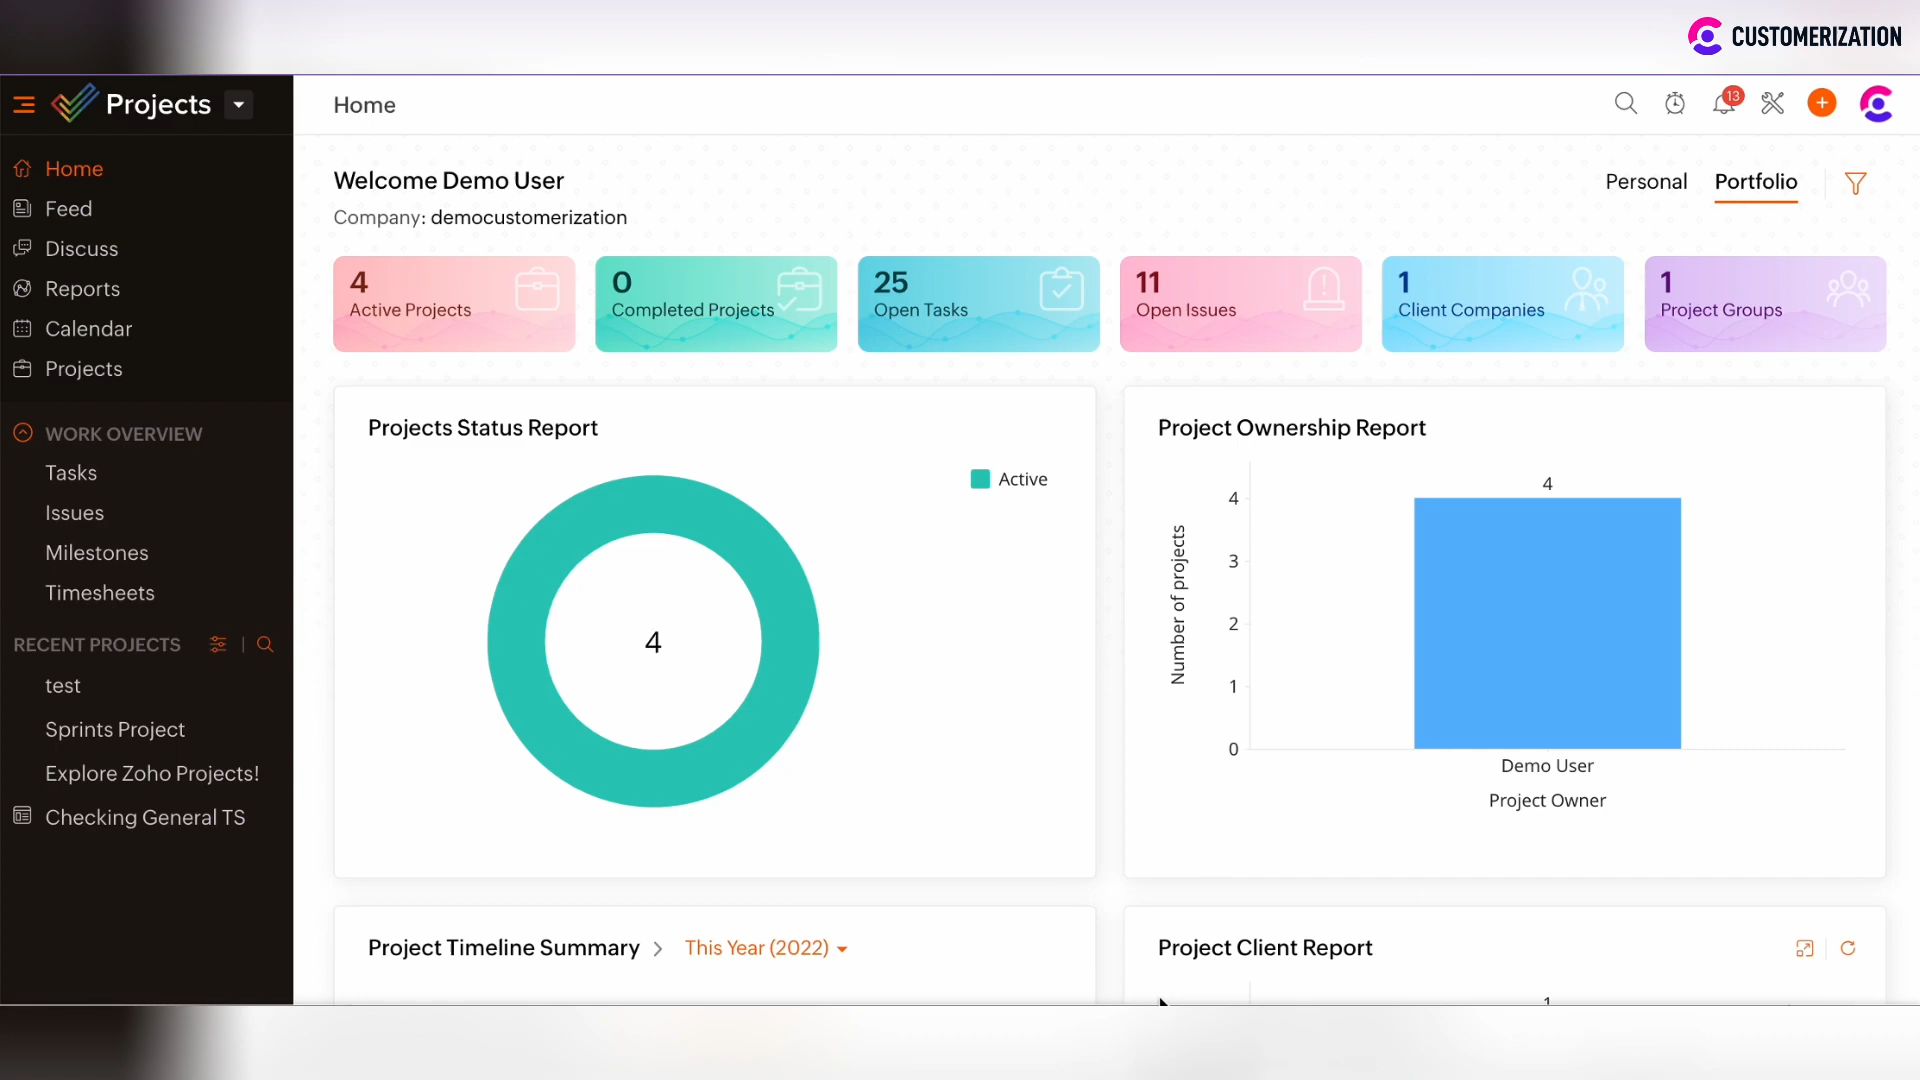 CUSTOMERIZATION
Projects
Home
13
Home
Feed
Discuss
Reports
Calendar
Projects
WORK OVERVIEW
Tasks
Issues
Milestones
Timesheets
RECENT PROJECTS
test
Sprints Project
Explore Zoho Projects!
Checking General TS
Welcome Demo User
Company: democustomerization
Personal
Portfolio
4
Active Projects
0
Completed Projects
25
Open Tasks
11
Open Issues
1
Client Companies
1
Project Groups
Projects Status Report
Active
4
Project Ownership Report
4
4
3
2
1
0
Number of projects
Demo User
Project Owner
Project Timeline Summary
This Year (2022)
Project Client Report
1